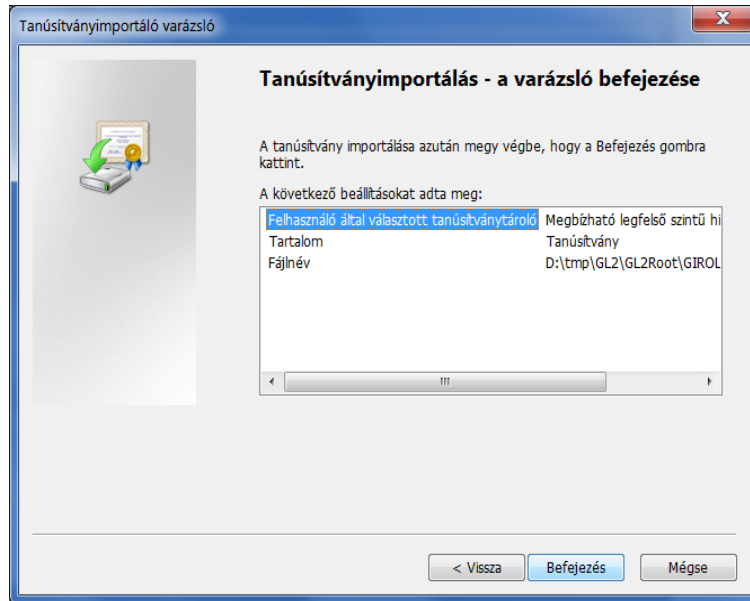 Tanúsítványimportáló varázsló
Tanúsítványimportálás - a varázsló befejezése
A tanúsítvány importálása azután megy végbe, hogy a Befejezés gombra
kattint.
A következő beállításokat adta meg:
Felhasználó által választott tanúsítványtároló Megbízható legfelső szintű hi
Tartalom Tanúsítvány
Fájlnév D:\tmp\GL2\GL2Root\GIROL
< Vissza Befejezés Mégse